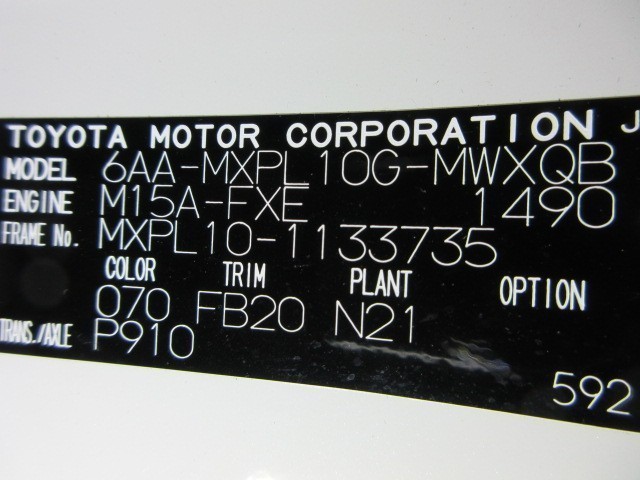 TOYOTA MOTOR CORPORATION J
MODEL 6AA-MXPL10G-MWXQB
ENGINE M15A-FXE 1490
FRAME No. MXPL10-1133735
COLOR TRIM PLANT OPTION
070 FB20 N21
TRANS./AXLE P910
592